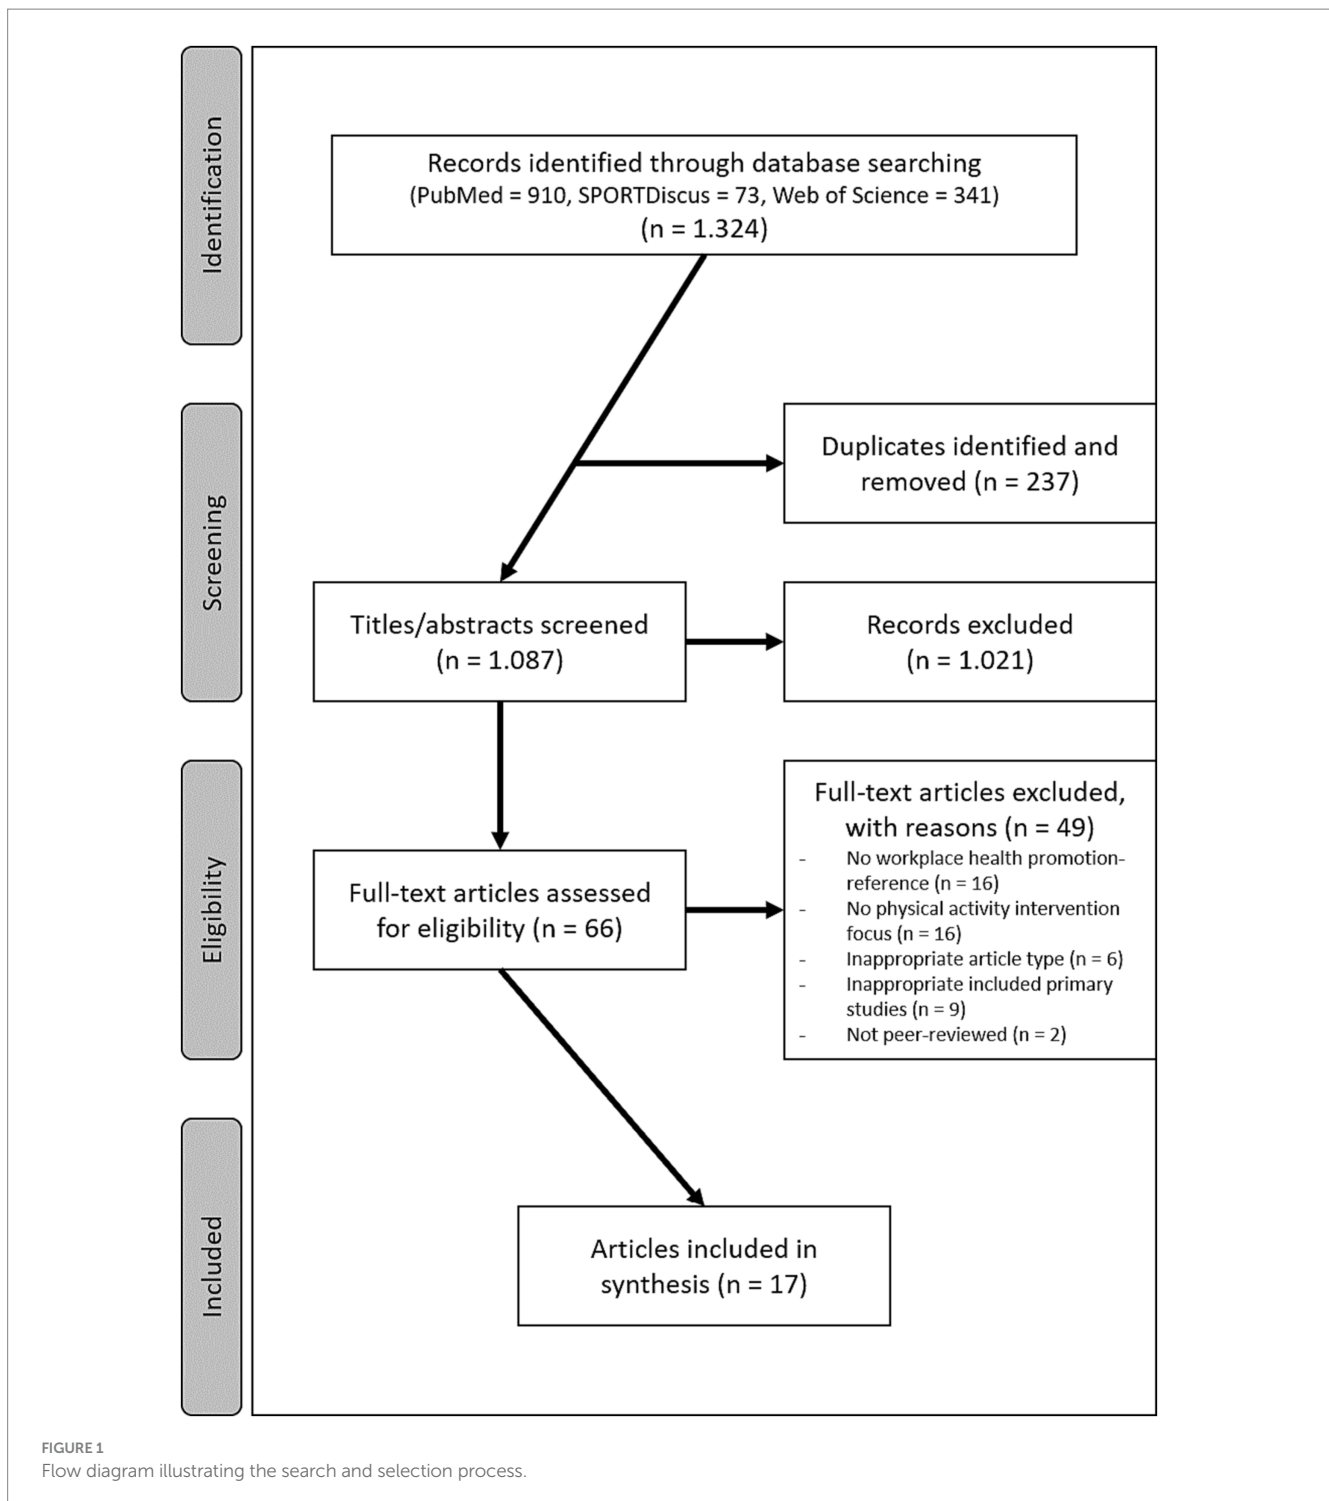 Identification
Records identified through database searching
(PubMed = 910, SPORTDiscus = 73, Web of Science = 341)
(n = 1.324)
Screening
Duplicates identified and
removed (n = 237)
Titles/abstracts screened
(n = 1.087)
Records excluded
(n = 1.021)
Eligibility
Full-text articles assessed
for eligibility (n = 66)
Full-text articles excluded,
with reasons (n = 49)
- No workplace health promotion-
reference (n = 16)
- No physical activity intervention
focus (n = 16)
- Inappropriate article type (n = 6)
- Inappropriate included primary
studies (n = 9)
- Not peer-reviewed (n = 2)
Included
Articles included in
synthesis (n = 17)
FIGURE 1
Flow diagram illustrating the search and selection process.